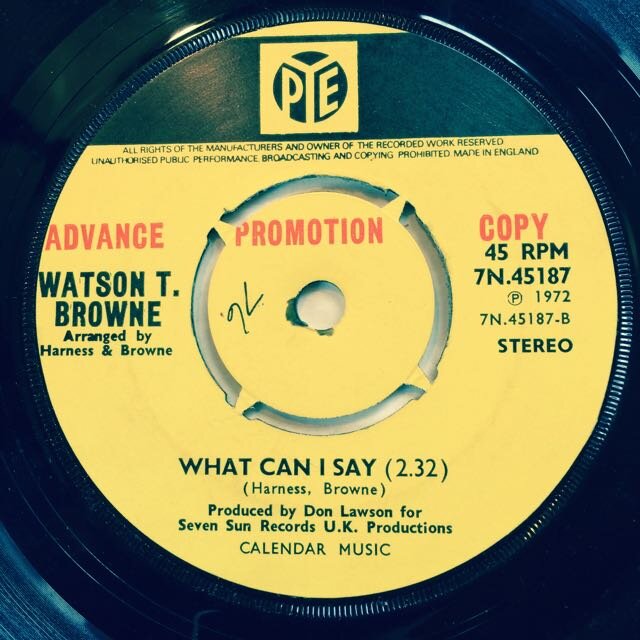 PYE
ALL RIGHTS OF THE MANUFACTURERS AND OWNER OF THE RECORDED WORK RESERVED
UNAUTHORISED PUBLIC PERFORMANCE BROADCASTING AND COPYING PROHIBITED MADE IN ENGLAND
ADVANCE PROMOTION COPY
WATSON T.
BROWNE
Arranged by
Harness & Browne
45 RPM
7N.45187
℗ 1972
7N.45187-B
STEREO
WHAT CAN I SAY (2.32)
(Harness, Browne)
Produced by Don Lawson for
Seven Sun Records U.K. Productions
CALENDAR MUSIC